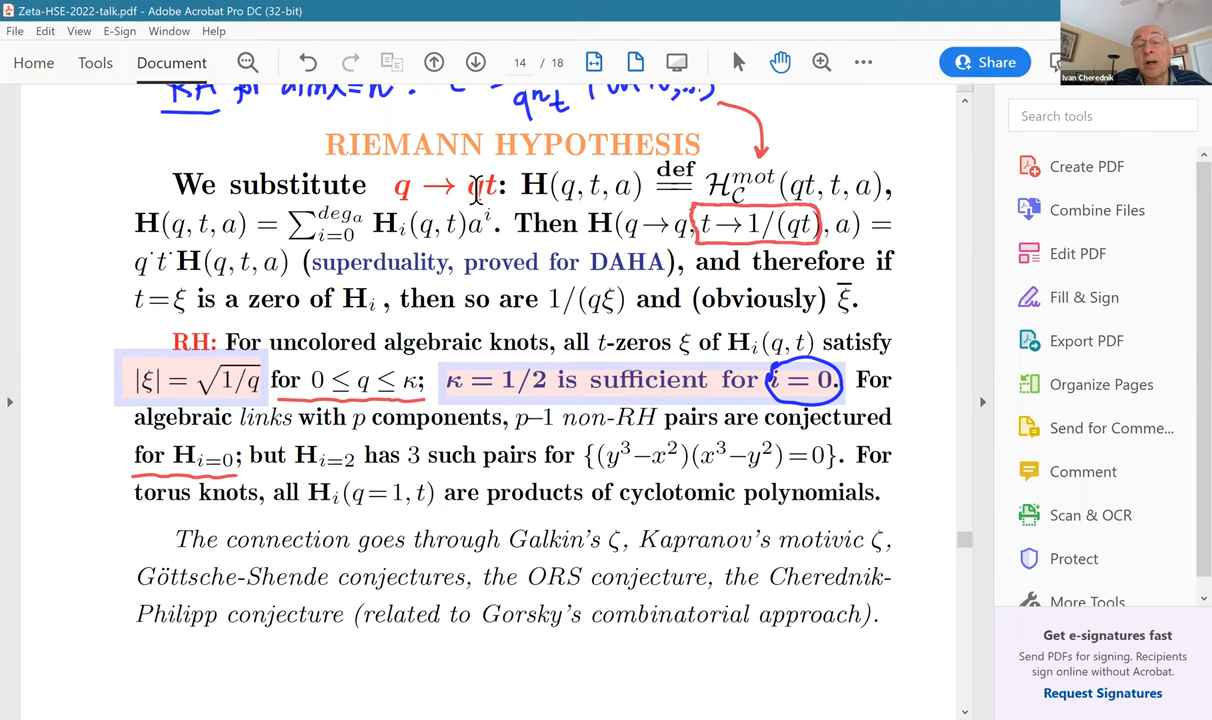 Zeta-HSE-2022-talk.pdf - Adobe Acrobat Pro DC (32-bit)
File Edit View E-Sign Window Help
Home Tools Document 14 / 18 Share
Ivan Cherednik
RH for
RIEMANN HYPOTHESIS
We substitute q → qt: H(q, t, a) def== ℋ_𝒞^mot(qt, t, a),
H(q, t, a) = ∑_{i=0}^{deg_a} H_i(q, t)a^i. Then H(q→q, t→1/(qt), a) =
q˙t˙H(q, t, a) (superduality, proved for DAHA), and therefore if
t=ξ is a zero of H_i, then so are 1/(qξ) and (obviously) ξ̅.
RH: For uncolored algebraic knots, all t-zeros ξ of H_i(q, t) satisfy
|ξ| = √1/q for 0 ≤ q ≤ κ; κ = 1/2 is sufficient for i = 0. For
algebraic links with p components, p–1 non-RH pairs are conjectured
for H_{i=0}; but H_{i=2} has 3 such pairs for {(y³−x²)(x³−y²)=0}. For
torus knots, all H_i(q=1, t) are products of cyclotomic polynomials.
The connection goes through Galkin's ζ, Kapranov's motivic ζ,
Göttsche-Shende conjectures, the ORS conjecture, the Cherednik-
Philipp conjecture (related to Gorsky's combinatorial approach).
Search tools
Create PDF
Combine Files
Edit PDF
Fill & Sign
Export PDF
Organize Pages
Send for Comme...
Comment
Scan & OCR
Protect
More Tools
Get e-signatures fast
Send PDFs for signing. Recipients
sign online without Acrobat.
Request Signatures